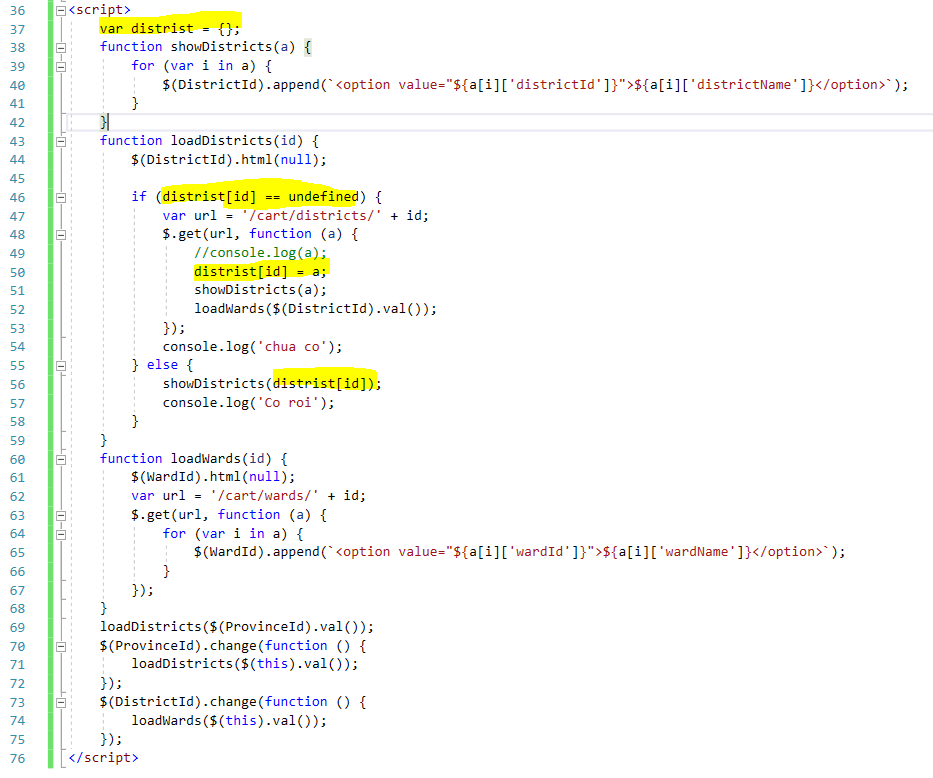 36 <script>
37 var distrist = {};
38 function showDistricts(a) {
39 for (var i in a) {
40 $(DistrictId).append(`<option value="${a[i]['districtId']}">${a[i]['districtName']}</option>`);
41 }
42 }
43 function loadDistricts(id) {
44 $(DistrictId).html(null);
45
46 if (distrist[id] == undefined) {
47 var url = '/cart/districts/' + id;
48 $.get(url, function (a) {
49 //console.log(a);
50 distrist[id] = a;
51 showDistricts(a);
52 loadWards($(DistrictId).val());
53 });
54 console.log('chua co');
55 } else {
56 showDistricts(distrist[id]);
57 console.log('Co roi');
58 }
59 }
60 function loadWards(id) {
61 $(WardId).html(null);
62 var url = '/cart/wards/' + id;
63 $.get(url, function (a) {
64 for (var i in a) {
65 $(WardId).append(`<option value="${a[i]['wardId']}">${a[i]['wardName']}</option>`);
66 }
67 });
68 }
69 loadDistricts($(ProvinceId).val());
70 $(ProvinceId).change(function () {
71 loadDistricts($(this).val());
72 });
73 $(DistrictId).change(function () {
74 loadWards($(this).val());
75 });
76 </script>